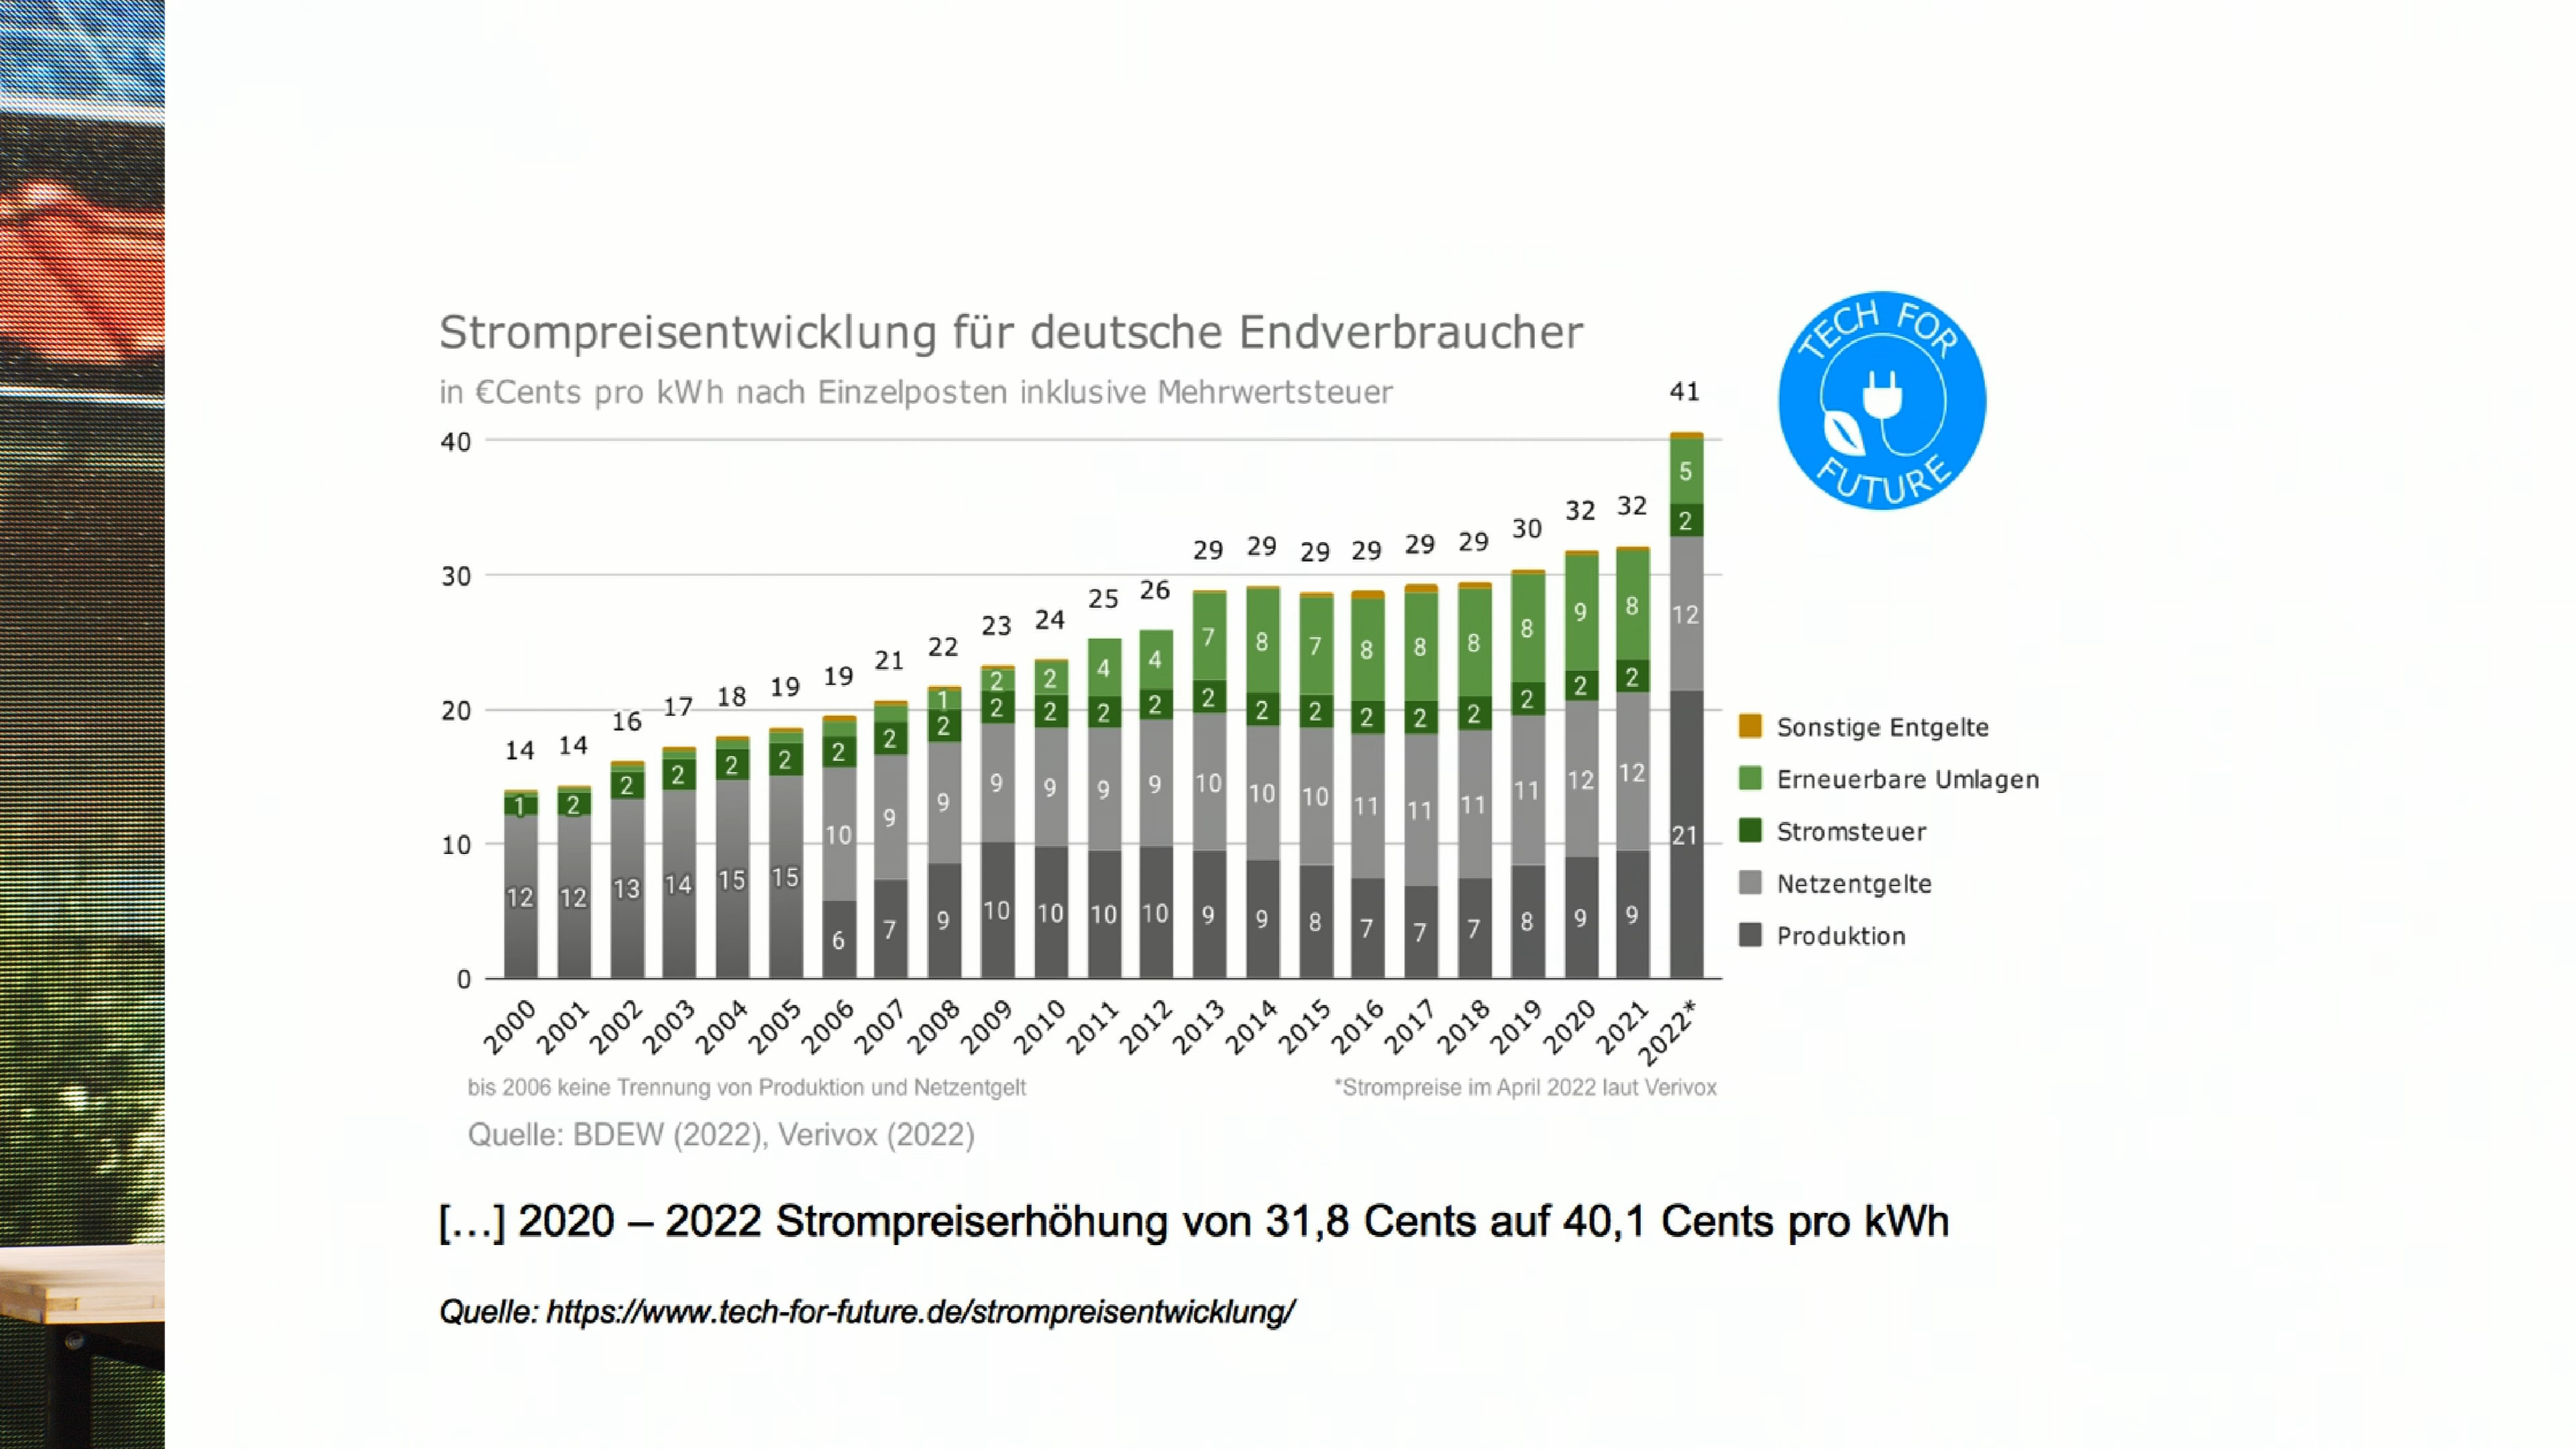 Strompreisentwicklung für deutsche Endverbraucher
in €Cents pro kWh nach Einzelposten inklusive Mehrwertsteuer
TECH FOR
FUTURE
40
30
20
10
0
14 14 16 17 18 19 19 21 22 23 24 25 26 29 29 29 29 29 29 30 32 32 41
5
1 2 2 7 8 7 8 8 8 8 9 8
4 4
1 2 2 2 2 2 2 2 2 2 2 2 2 2 2 2 2 2 2 2 2 2 2
10 9 9 9 9 9 9 10 10 10 11 11 11 11 12 12 12
12 12 13 14 15 15
6 7 9 10 10 10 10 9 9 8 7 7 7 8 9 9 21
2000 2001 2002 2003 2004 2005 2006 2007 2008 2009 2010 2011 2012 2013 2014 2015 2016 2017 2018 2019 2020 2021 2022*
Sonstige Entgelte
Erneuerbare Umlagen
Stromsteuer
Netzentgelte
Produktion
bis 2006 keine Trennung von Produktion und Netzentgelt
*Strompreise im April 2022 laut Verivox
Quelle: BDEW (2022), Verivox (2022)
[…] 2020 – 2022 Strompreiserhöhung von 31,8 Cents auf 40,1 Cents pro kWh
Quelle: https://www.tech-for-future.de/strompreisentwicklung/